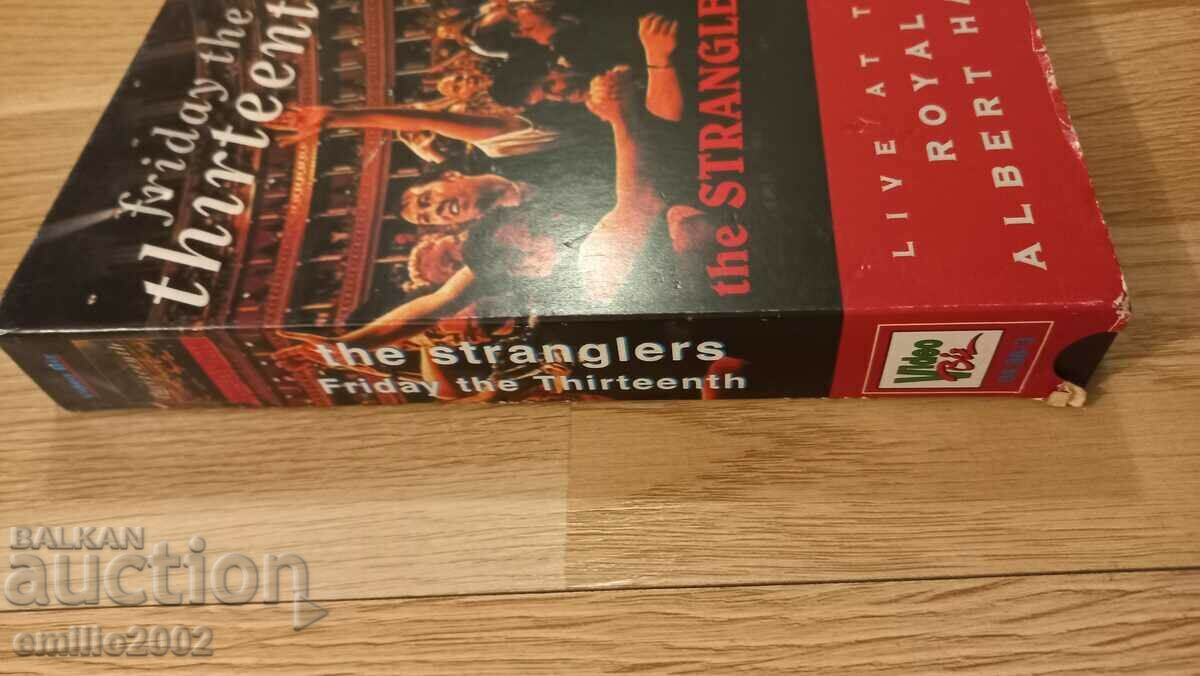 friday the
thirteent
the STRANGLE
LIVE AT T
ROYAL
ALBERT HA
the stranglers
Friday the Thirteenth
Video
BALKAN
auction
emilio2002